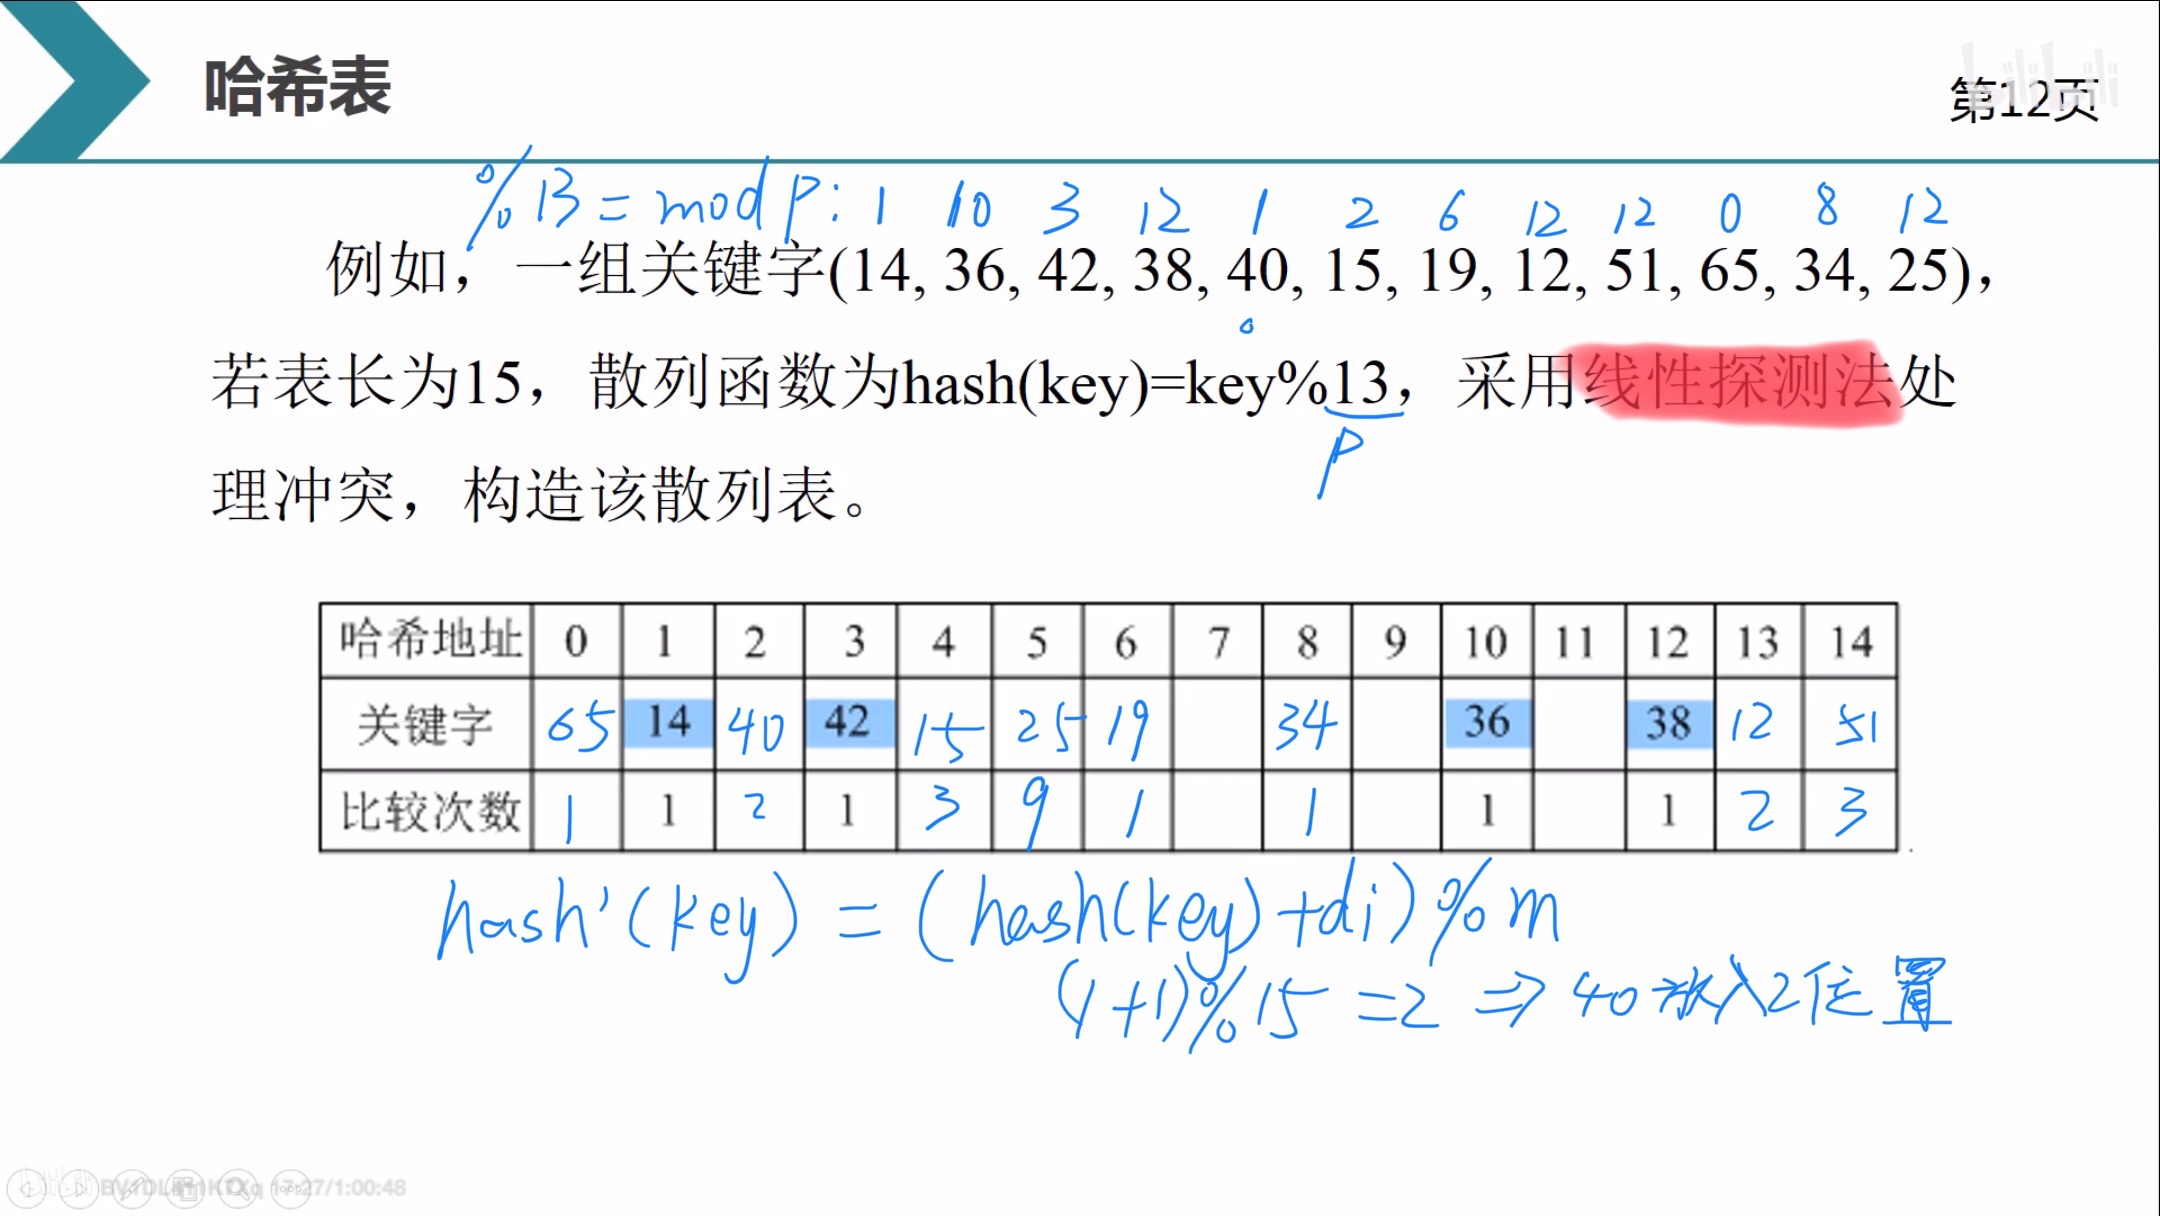 哈希表
第12页
% 13 = mod P: 1 10 3 12 1 2 6 12 12 0 8 12
例如，一组关键字(14, 36, 42, 38, 40, 15, 19, 12, 51, 65, 34, 25)，
若表长为15，散列函数为hash(key)=key%13，采用线性探测法处
P
理冲突，构造该散列表。
哈希地址 0 1 2 3 4 5 6 7 8 9 10 11 12 13 14
关键字 65 14 40 42 15 25 19 34 36 38 12 51
比较次数 1 1 2 1 3 9 1 1 1 1 2 3
hash'(key) = (hash(key)+di)%m
(1+1)%15 =2 ⇒ 40放入2位置
17:27/1:00:48